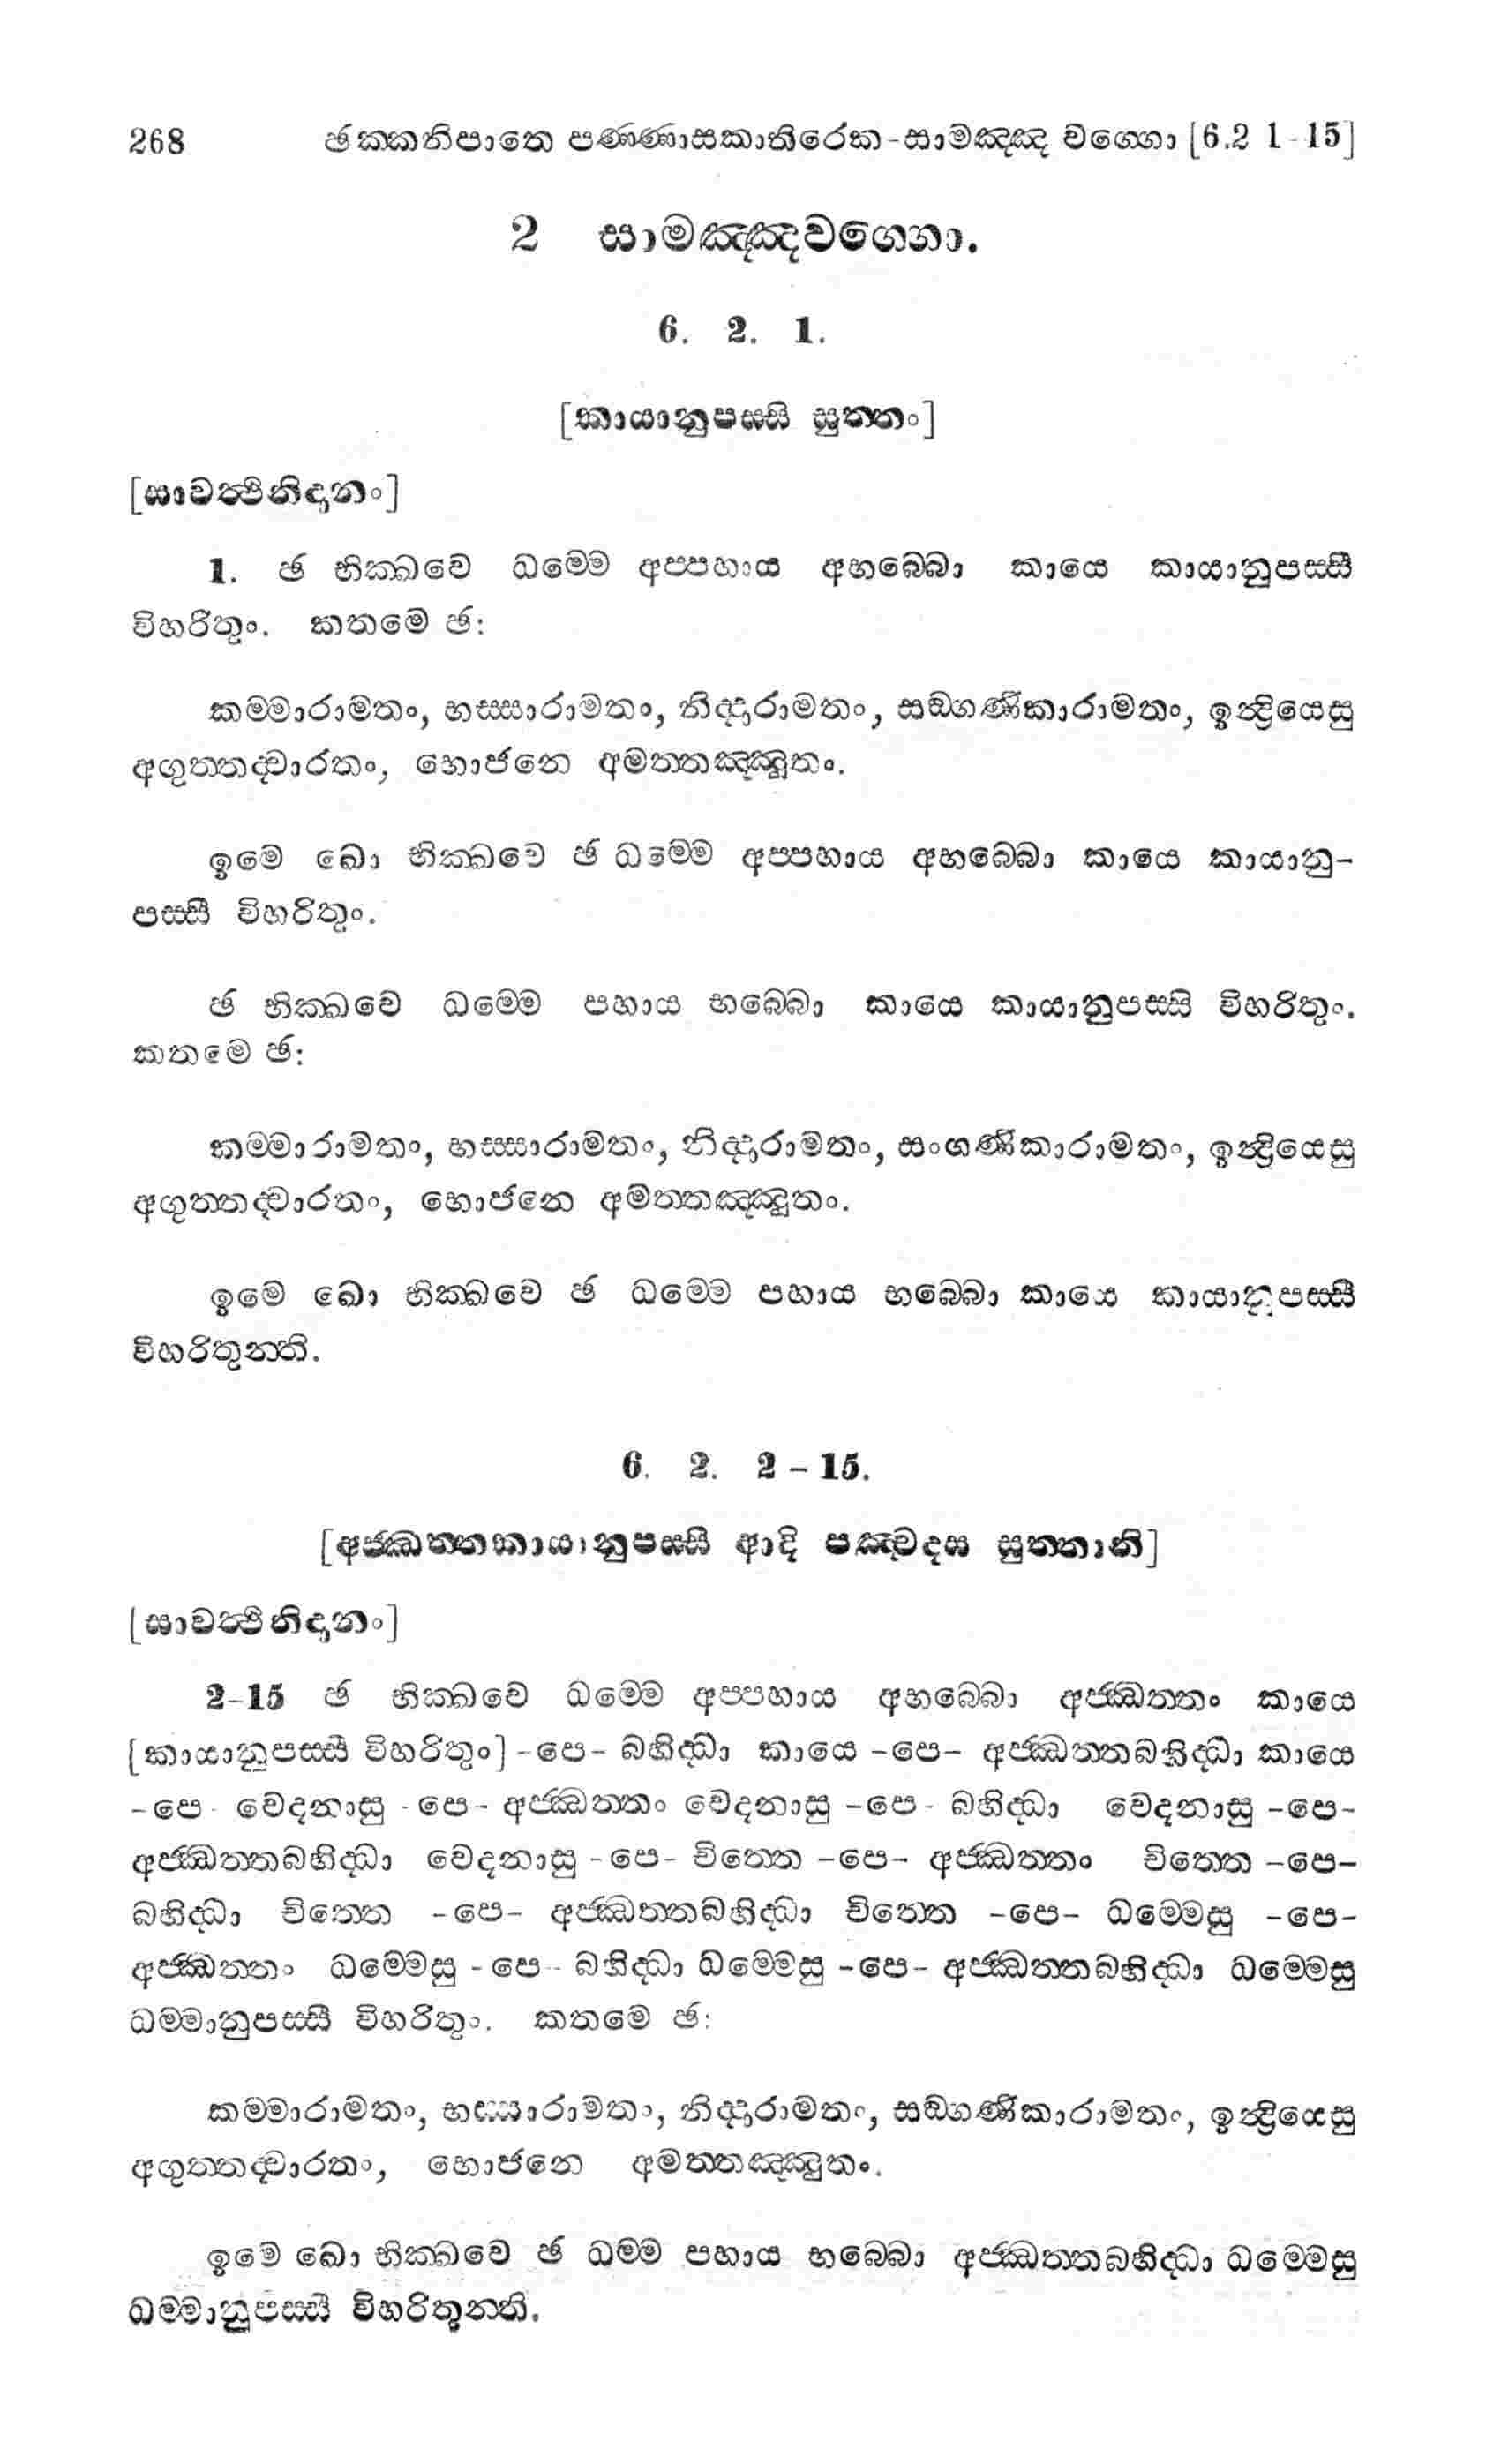 268 ඡක්කනිපාතෙ පණ්ණාසකාතිරේක-සාමඤ්ඤ වග්ගො [6.2 1-15]
2 සාමඤ්ඤවග්ගො.
6. 2. 1.
[කායානුපස්සි සුත්තං]
[සාවත්ථිනිදානං]
1. ඡ භික්ඛවෙ ධම්මෙ අප්පහාය අභබ්බො කායෙ කායානුපස්සී
විහරිතුං. කතමෙ ඡ:
කම්මාරාමතං, භස්සාරාමතං, නිද්දාරාමතං, සඞ්ගණිකාරාමතං, ඉන්ද්‍රියෙසු
අගුත්තද්වාරතං, භොජනෙ අමත්තඤ්ඤුතං.
ඉමෙ ඛො භික්ඛවෙ ඡ ධම්මෙ අප්පහාය අභබ්බො කායෙ කායානු-
පස්සී විහරිතුං.
ඡ භික්ඛවෙ ධම්මෙ පහාය භබ්බො කායෙ කායානුපස්සි විහරිතුං.
කතමෙ ඡ:
කම්මාරාමතං, භස්සාරාමතං, නිද්දාරාමතං, සංගණිකාරාමතං, ඉන්ද්‍රියෙසු
අගුත්තද්වාරතං, භොජනෙ අමත්තඤ්ඤුතං.
ඉමෙ ඛො භික්ඛවෙ ඡ ධම්මෙ පහාය භබ්බො කායෙ කායානුපස්සී
විහරිතුන්ති.
6. 2. 2-15.
[අජ්ඣත්තකායානුපස්සී ආදි පඤ්චදස සුත්තානි]
[සාවත්ථිනිදානං]
2-15 ඡ භික්ඛවෙ ධම්මෙ අප්පහාය අභබ්බො අජ්ඣත්තං කායෙ
[කායානුපස්සී විහරිතුං] -පෙ- බහිද්ධා කායෙ -පෙ- අජ්ඣත්තබහිද්ධා කායෙ
-පෙ- වෙදනාසු -පෙ- අජ්ඣත්තං වෙදනාසු -පෙ- බහිද්ධා වෙදනාසු -පෙ-
අජ්ඣත්තබහිද්ධා වෙදනාසු -පෙ- චිත්තෙ -පෙ- අජ්ඣත්තං චිත්තෙ -පෙ-
බහිද්ධා චිත්තෙ -පෙ- අජ්ඣත්තබහිද්ධා චිත්තෙ -පෙ- ධම්මෙසු -පෙ-
අජ්ඣත්තං ධම්මෙසු -පෙ- බහිද්ධා ධම්මෙසු -පෙ- අජ්ඣත්තබහිද්ධා ධම්මෙසු
ධම්මානුපස්සී විහරිතුං. කතමෙ ඡ:
කම්මාරාමතං, භස්සාරාමතං, නිද්දාරාමතං, සඞ්ගණිකාරාමතං, ඉන්ද්‍රියෙසු
අගුත්තද්වාරතං, භොජනෙ අමත්තඤ්ඤුතං.
ඉමෙ ඛො භික්ඛවෙ ඡ ධම්ම පහාය භබ්බො අජ්ඣත්තබහිද්ධා ධම්මෙසු
ධම්මානුපස්සී විහරිතුන්ති.